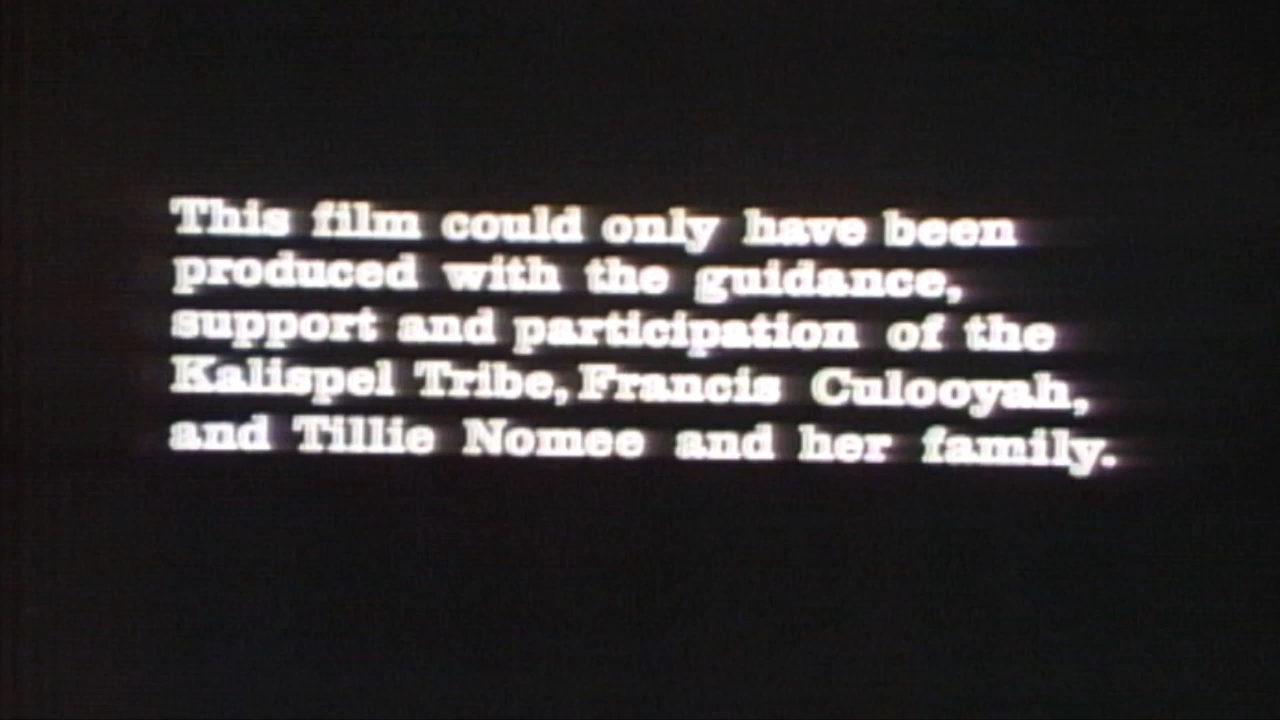 This film could only have been
produced with the guidance,
support and participation of the
Kalispel Tribe, Francis Culooyah,
and Tillie Nomee and her family.